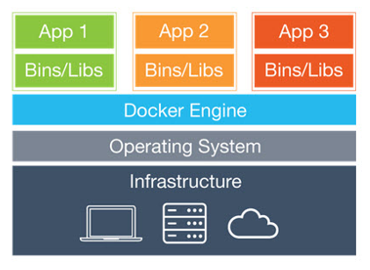 App 1
App 2
App 3
Bins/Libs
Bins/Libs
Bins/Libs
Docker Engine
Operating System
Infrastructure